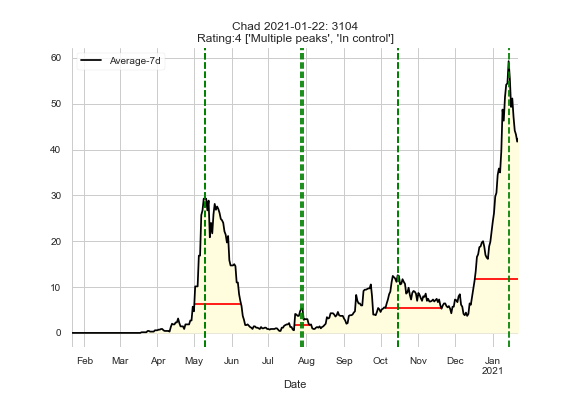 Chad 2021-01-22: 3104
Rating:4 ['Multiple peaks', 'In control']
Average-7d
60
50
40
30
20
10
0
Feb Mar Apr May Jun Jul Aug Sep Oct Nov Dec Jan
2021
Date